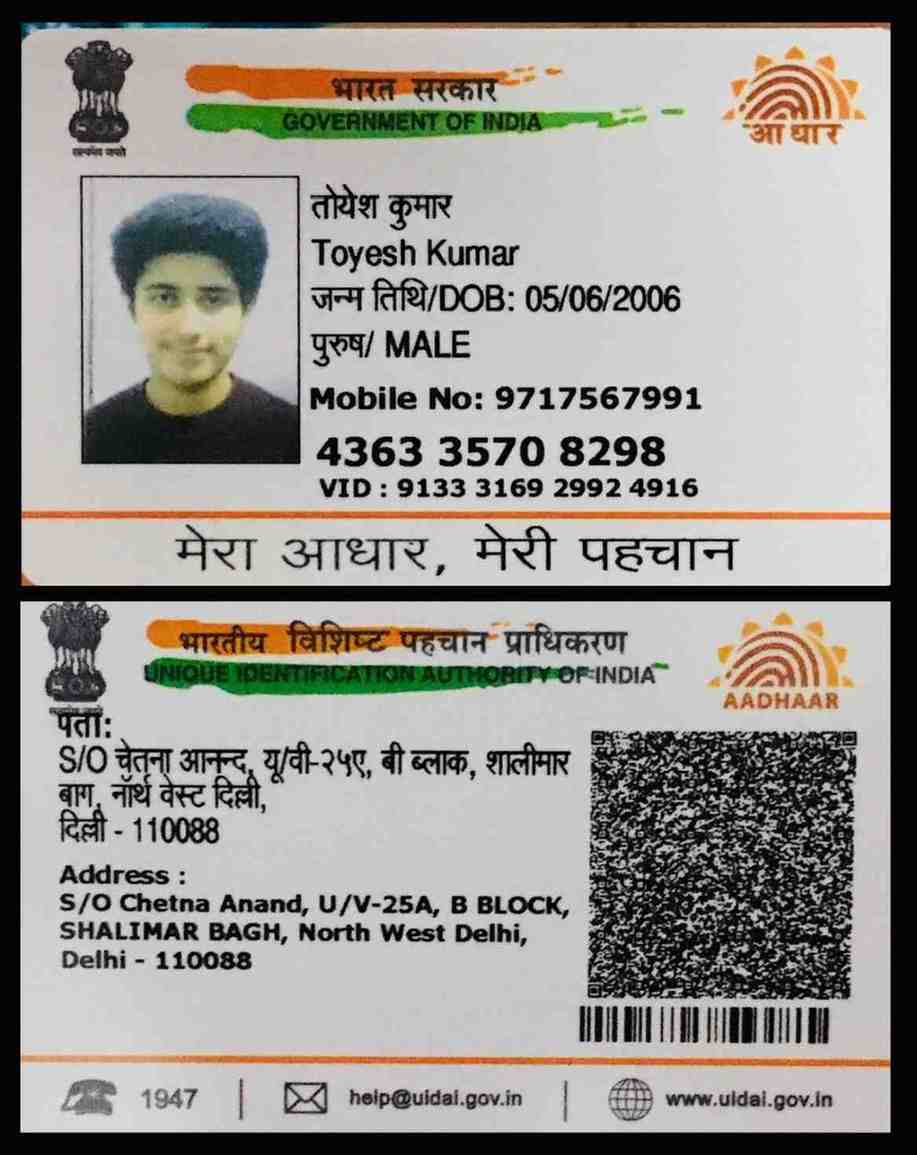 भारत सरकार
GOVERNMENT OF INDIA
सत्यमेव जयते
आधार
तोयेश कुमार
Toyesh Kumar
जन्म तिथि/DOB: 05/06/2006
पुरुष/ MALE
Mobile No: 9717567991
4363 3570 8298
VID : 9133 3169 2992 4916
मेरा आधार, मेरी पहचान
भारतीय विशिष्ट पहचान प्राधिकरण
UNIQUE IDENTIFICATION AUTHORITY OF INDIA
AADHAAR
पता:
S/O चेतना आनन्द, यू/वी-२५ए, बी ब्लाक, शालीमार
बाग, नॉर्थ वेस्ट दिल्ली,
दिल्ली - 110088
Address :
S/O Chetna Anand, U/V-25A, B BLOCK,
SHALIMAR BAGH, North West Delhi,
Delhi - 110088
1947
help@uidai.gov.in
www.uidai.gov.in